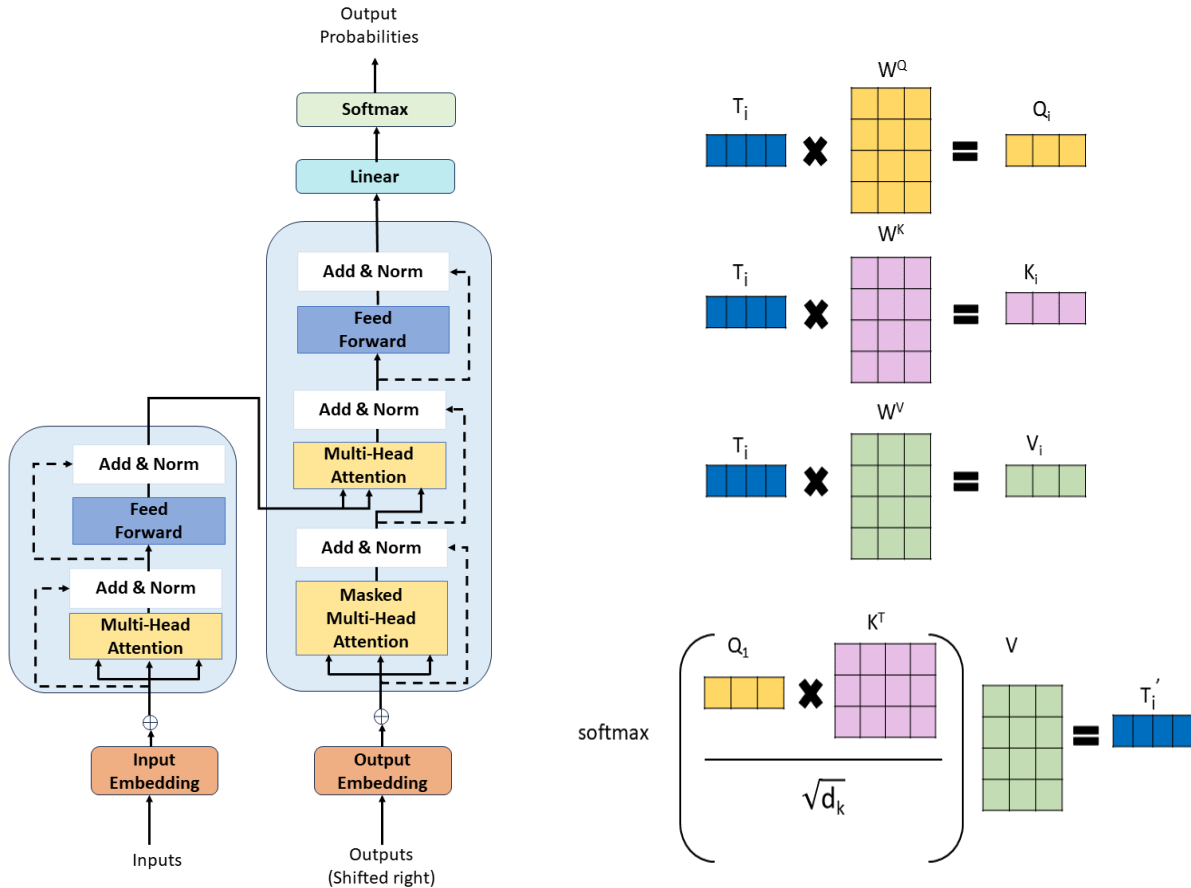 Output
Probabilities
Softmax
Linear
Add & Norm
Feed
Forward
Add & Norm
Multi-Head
Attention
Add & Norm
Masked
Multi-Head
Attention
Output
Embedding
Outputs
(Shifted right)
Add & Norm
Feed
Forward
Add & Norm
Multi-Head
Attention
Input
Embedding
Inputs
W^Q
T_i
Q_i
W^K
T_i
K_i
W^V
T_i
V_i
softmax
Q_1
K^T
√d_k
V
T_i′